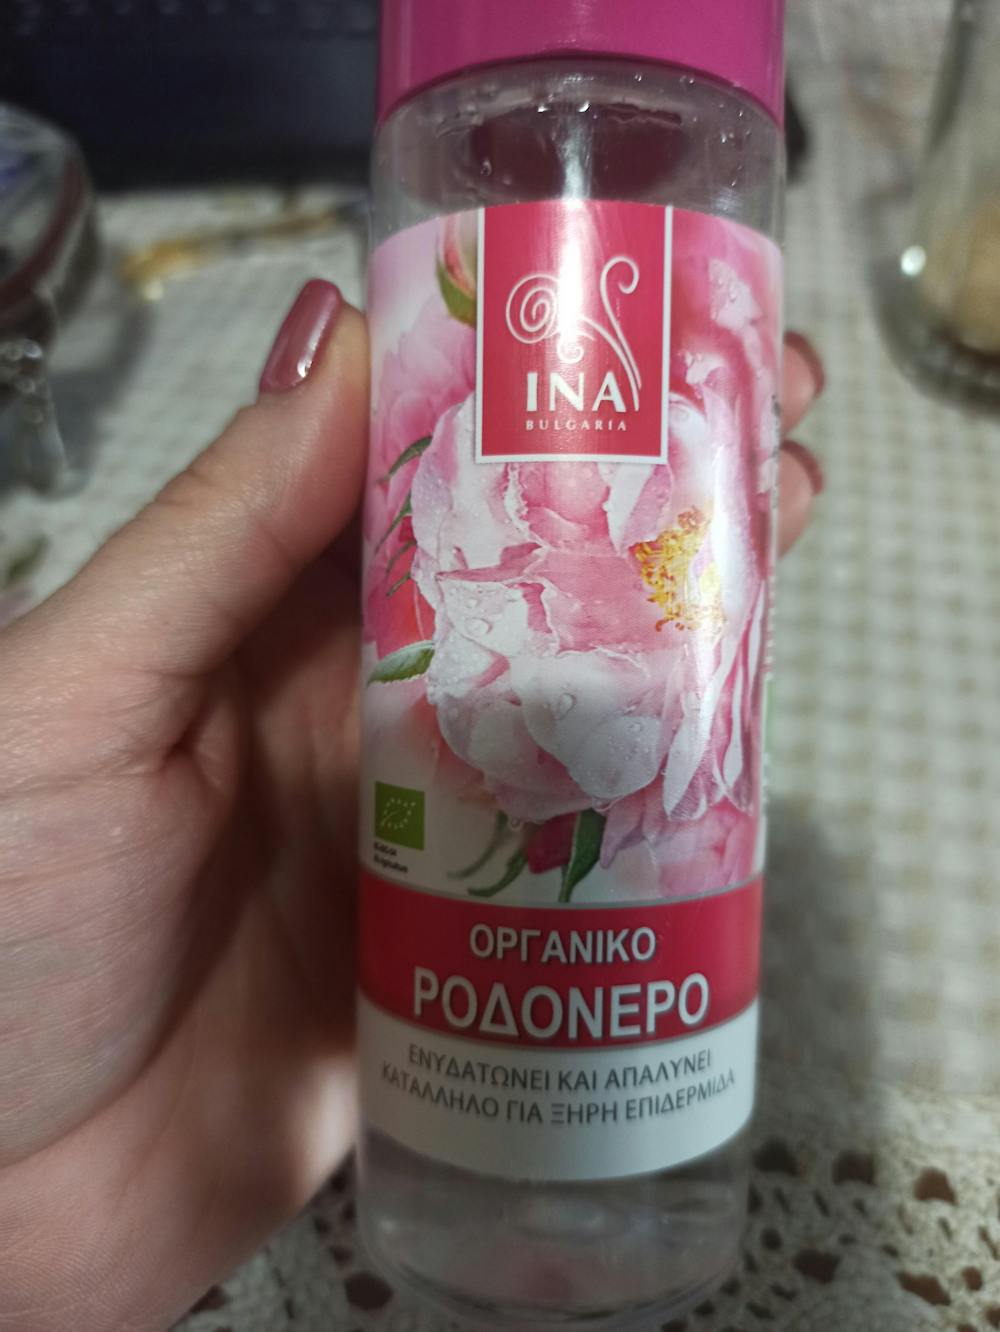 INA
BULGARIA
ΟΡΓΑΝΙΚΟ
ΡΟΔΟΝΕΡΟ
ΕΝΥΔΑΤΩΝΕΙ ΚΑΙ ΑΠΑΛΥΝΕΙ
ΚΑΤΑΛΛΗΛΟ ΓΙΑ ΞΗΡΗ ΕΠΙΔΕΡΜΙΔΑ